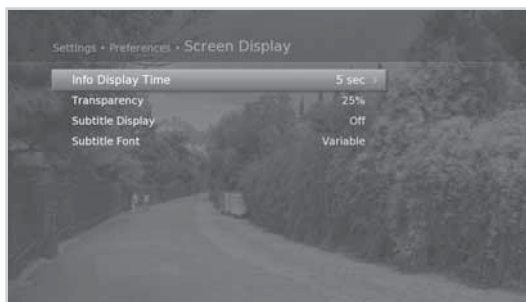 Settings • Preferences • Screen Display
Info Display Time 5 sec
Transparency 25%
Subtitle Display Off
Subtitle Font Variable